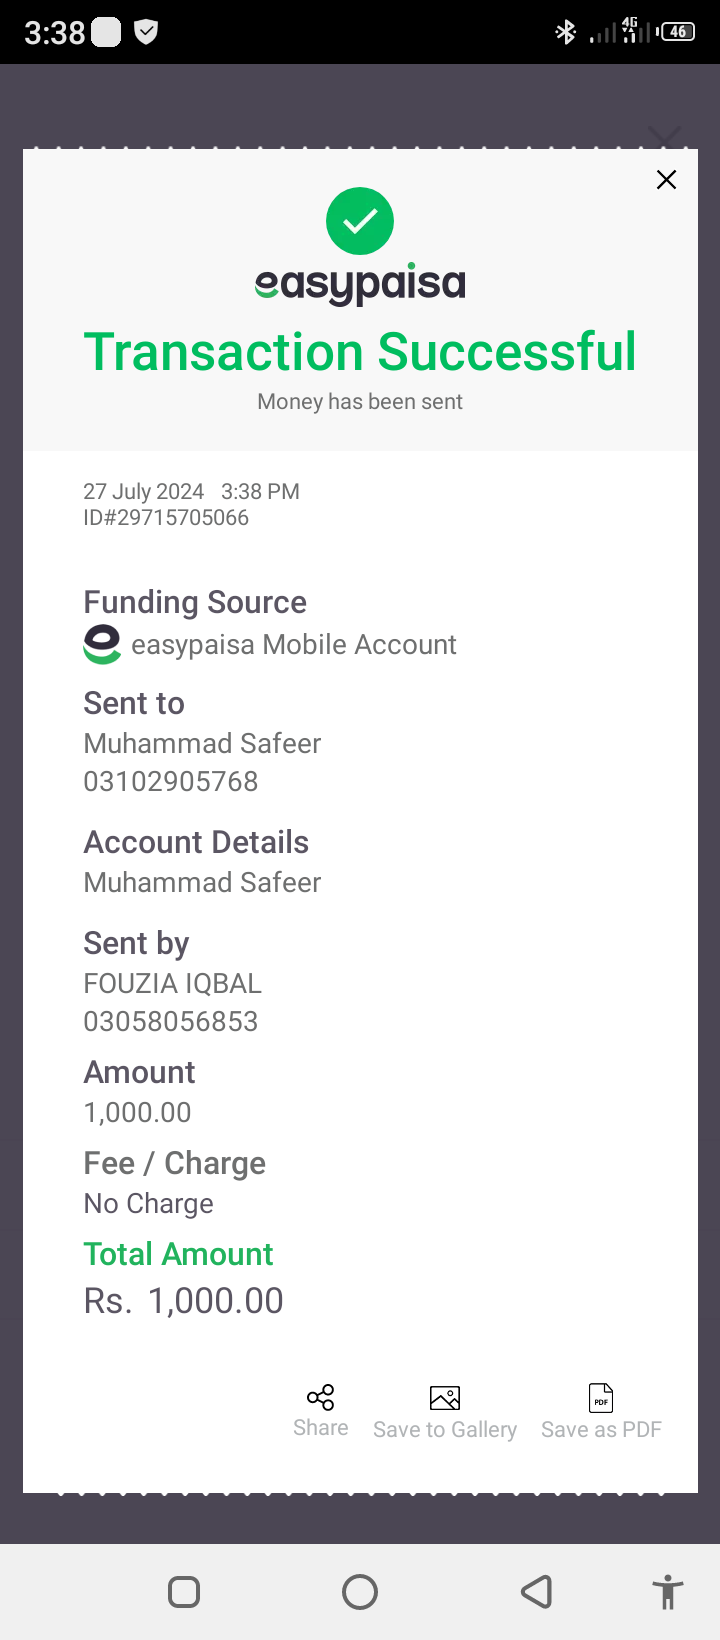 3:38
4G
46
easypaisa
Transaction Successful
Money has been sent
27 July 2024 3:38 PM
ID#29715705066
Funding Source
easypaisa Mobile Account
Sent to
Muhammad Safeer
03102905768
Account Details
Muhammad Safeer
Sent by
FOUZIA IQBAL
03058056853
Amount
1,000.00
Fee / Charge
No Charge
Total Amount
Rs. 1,000.00
PDF
Share Save to Gallery Save as PDF